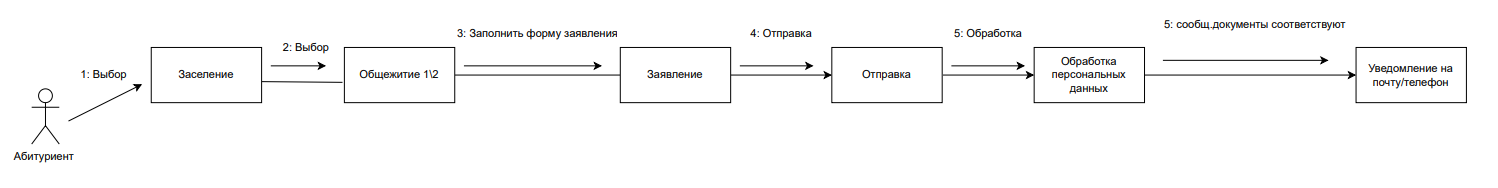 5: сообщ.документы соответствуют
3: Заполнить форму заявления
4: Отправка
5: Обработка
2: Выбор
1: Выбор
Заселение
Общежитие 1\2
Заявление
Отправка
Обработка
персональных
данных
Уведомление на
почту/телефон
Абитуриент